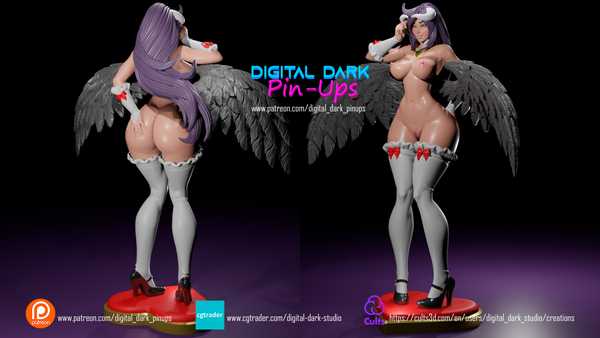 DIGITAL DARK
Pin-Ups
www.patreon.com/digital_dark_pinups
patreon
www.patreon.com/digital_dark_pinups
cgtrader
www.cgtrader.com/digital-dark-studio
Cults
https://cults3d.com/en/users/digital_dark_studio/creations